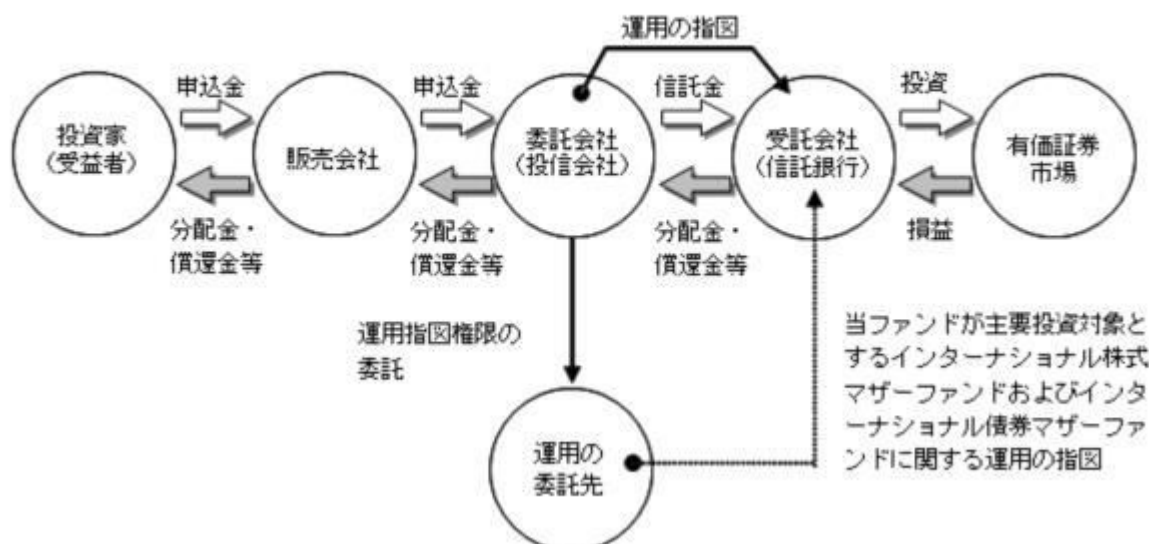 運用の指図
申込金
申込金
信託金
投資
投資家
(受益者)
販売会社
委託会社
(投信会社)
受託会社
(信託銀行)
有価証券
市場
分配金・
償還金等
分配金・
償還金等
分配金・
償還金等
損益
運用指図権限の
委託
当ファンドが主要投資対象と
するインターナショナル株式
マザーファンドおよびインタ
ーナショナル債券マザーファ
ンドに関する運用の指図
運用の
委託先